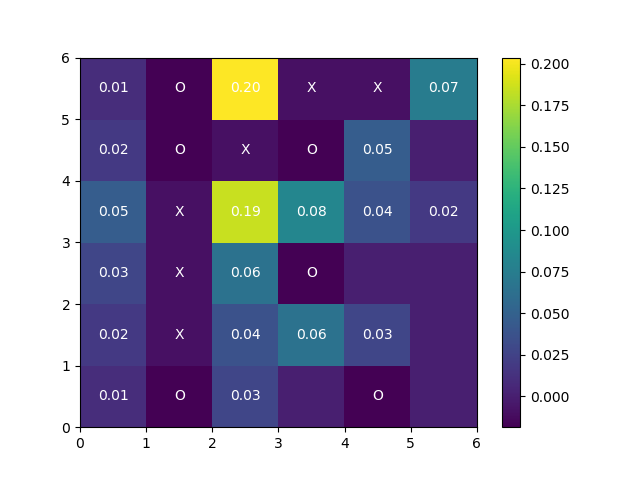 6
0.01 O 0.20 X X 0.07
5
0.02 O X O 0.05
4
0.05 X 0.19 0.08 0.04 0.02
3
0.03 X 0.06 O
2
0.02 X 0.04 0.06 0.03
1
0.01 O 0.03 O
0
0 1 2 3 4 5 6
0.200
0.175
0.150
0.125
0.100
0.075
0.050
0.025
0.000